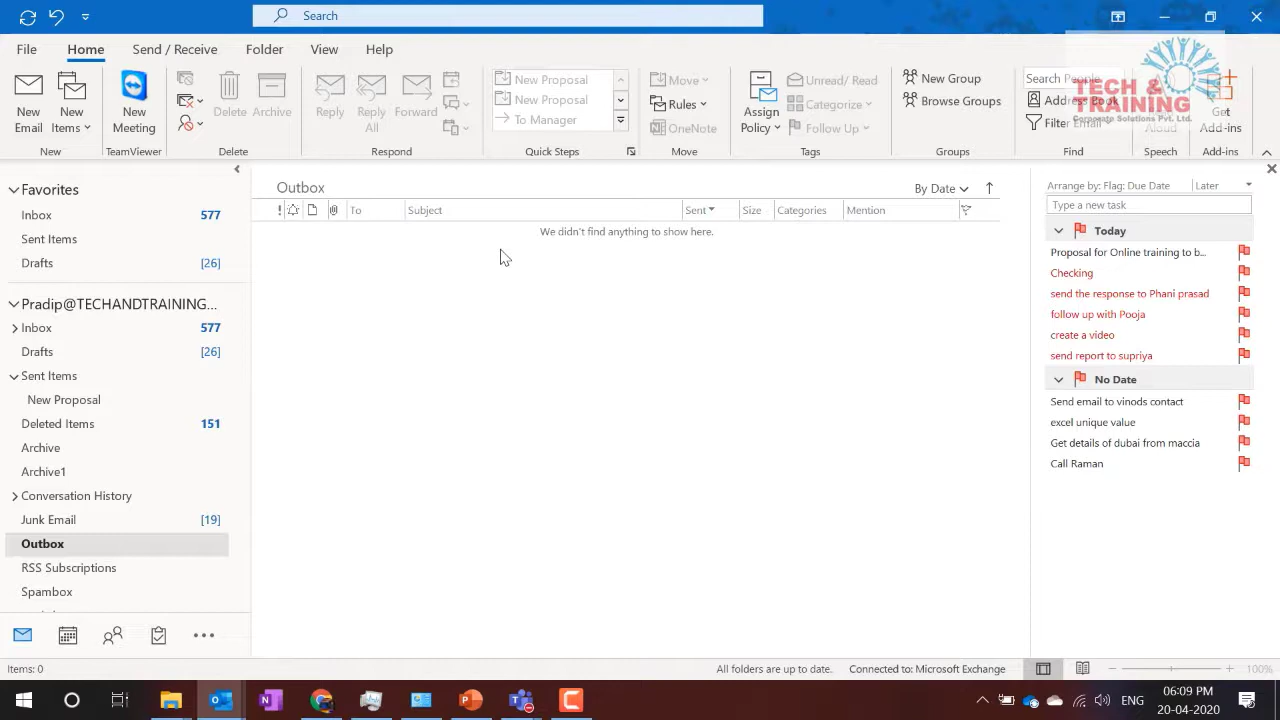 Search
File Home Send / Receive Folder View Help
New Email
New Items
New Meeting
Delete
Archive
Reply
Reply All
Forward
New Proposal
New Proposal
To Manager
Move
Rules
OneNote
Assign Policy
Unread/ Read
Categorize
Follow Up
New Group
Browse Groups
Search People
Address Book
Filter Email
Get Add-ins
TECH &
TRAINING
Corporate Solutions Pvt. Ltd.
New TeamViewer Delete Respond Quick Steps Move Tags Groups Find Speech Add-ins
Favorites
Inbox 577
Sent Items
Drafts [26]
Pradip@TECHANDTRAINING...
Inbox 577
Drafts [26]
Sent Items
New Proposal
Deleted Items 151
Archive
Archive1
Conversation History
Junk Email [19]
Outbox
RSS Subscriptions
Spambox
Items: 0
Outbox By Date
! To Subject Sent Size Categories Mention
We didn't find anything to show here.
Arrange by: Flag: Due Date Later
Type a new task
Today
Proposal for Online training to b...
Checking
send the response to Phani prasad
follow up with Pooja
create a video
send report to supriya
No Date
Send email to vinods contact
excel unique value
Get details of dubai from maccia
Call Raman
All folders are up to date. Connected to: Microsoft Exchange 100%
ENG
06:09 PM
20-04-2020